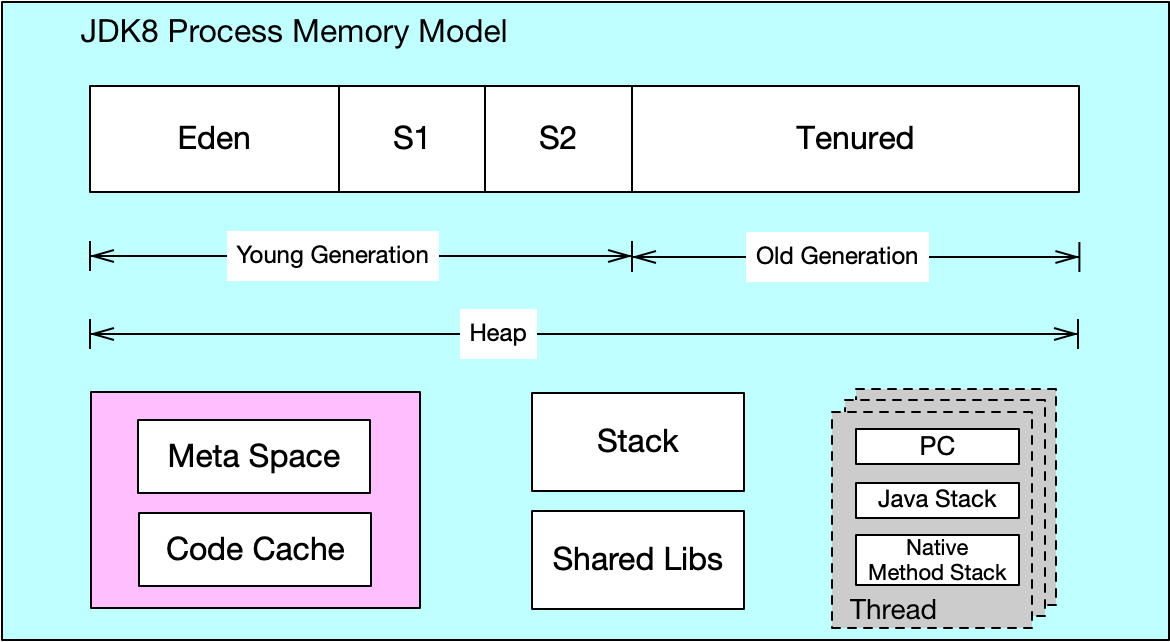 JDK8 Process Memory Model
Eden
S1
S2
Tenured
Young Generation
Old Generation
Heap
Meta Space
Code Cache
Stack
Shared Libs
PC
Java Stack
Native
Method Stack
Thread